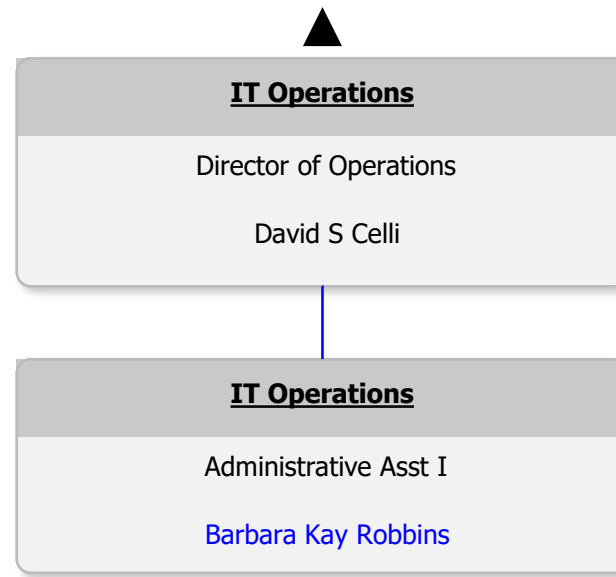 IT Operations
Director of Operations
David S Celli
IT Operations
Administrative Asst I
Barbara Kay Robbins